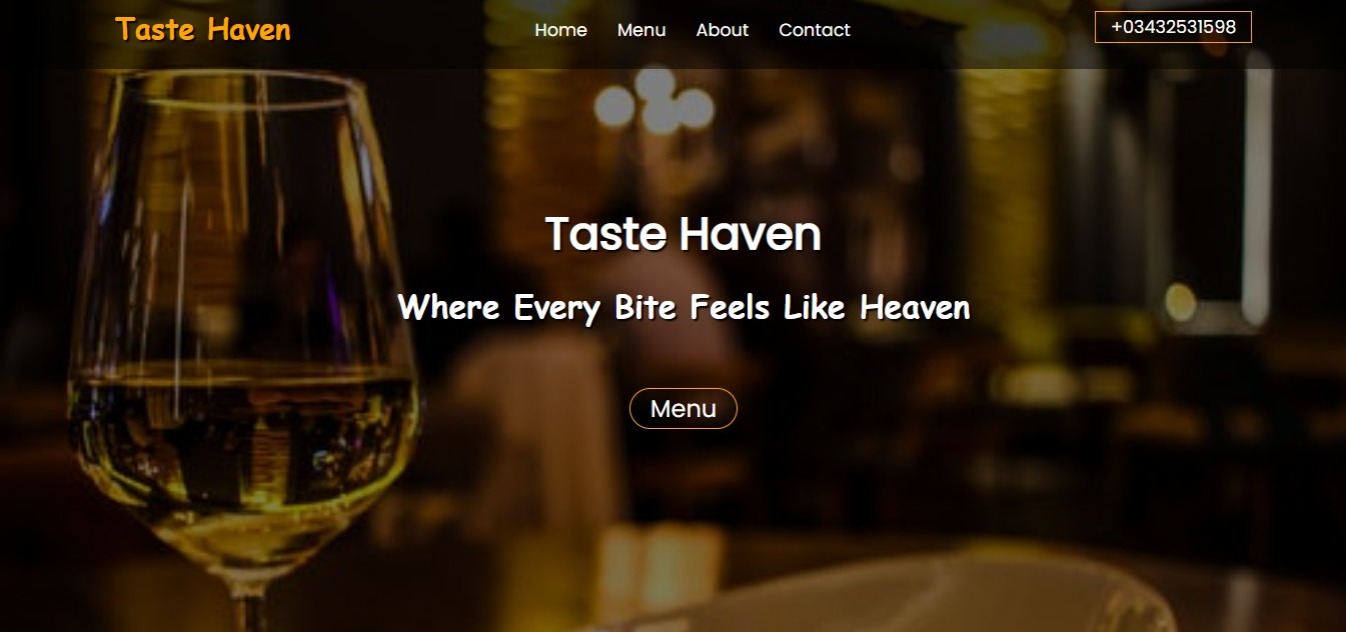 Taste Haven
Home Menu About Contact
+03432531598
Taste Haven
Where Every Bite Feels Like Heaven
Menu